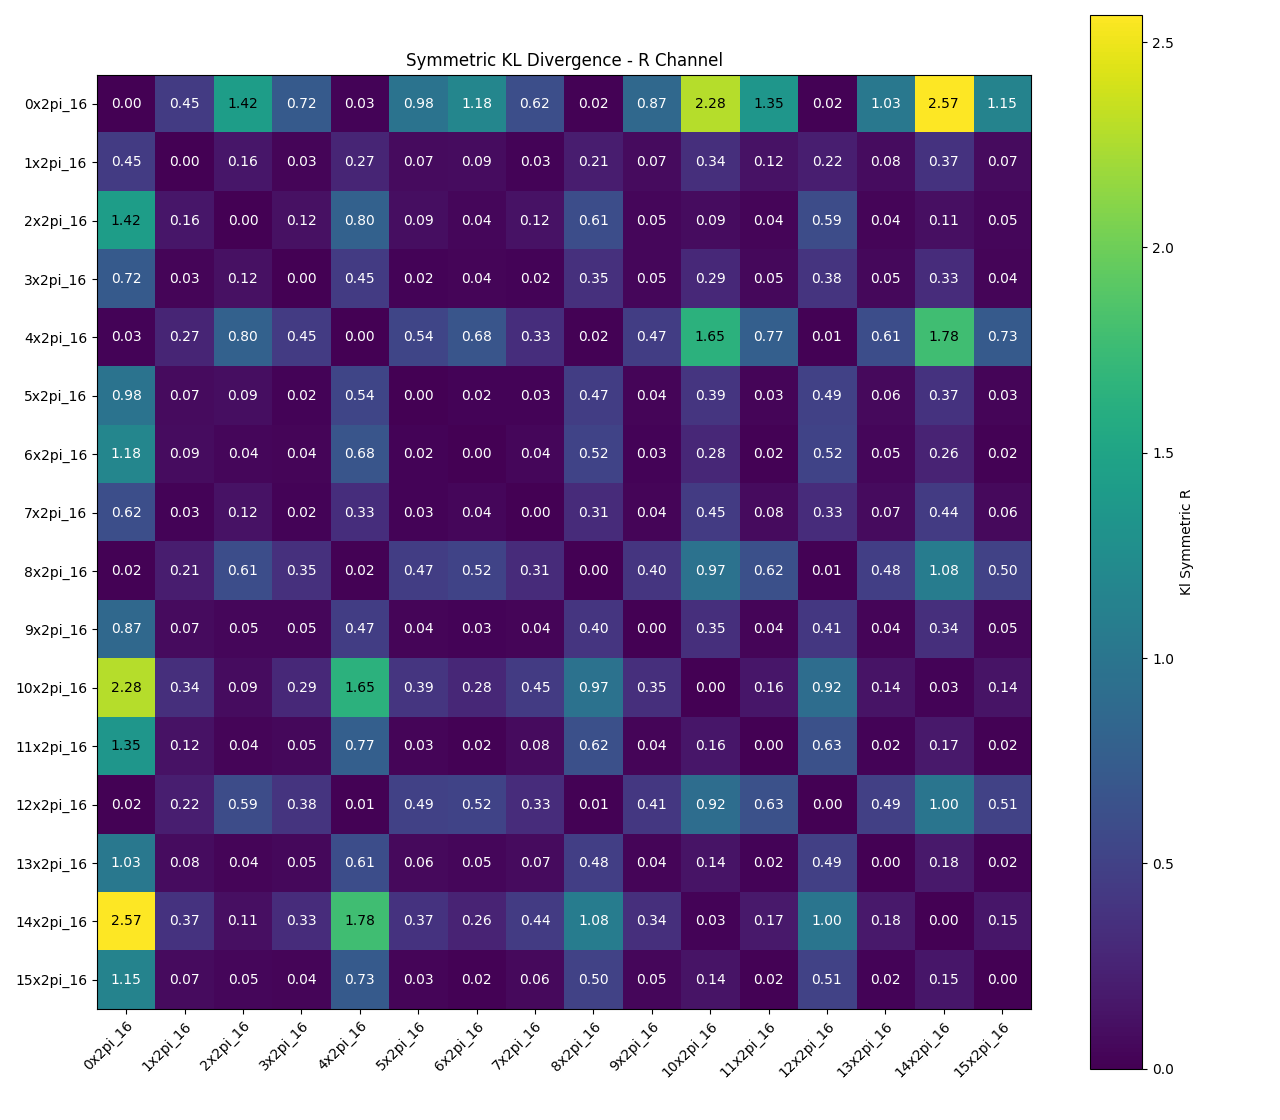 Symmetric KL Divergence - R Channel
0x2pi_16 0.00 0.45 1.42 0.72 0.03 0.98 1.18 0.62 0.02 0.87 2.28 1.35 0.02 1.03 2.57 1.15
1x2pi_16 0.45 0.00 0.16 0.03 0.27 0.07 0.09 0.03 0.21 0.07 0.34 0.12 0.22 0.08 0.37 0.07
2x2pi_16 1.42 0.16 0.00 0.12 0.80 0.09 0.04 0.12 0.61 0.05 0.09 0.04 0.59 0.04 0.11 0.05
3x2pi_16 0.72 0.03 0.12 0.00 0.45 0.02 0.04 0.02 0.35 0.05 0.29 0.05 0.38 0.05 0.33 0.04
4x2pi_16 0.03 0.27 0.80 0.45 0.00 0.54 0.68 0.33 0.02 0.47 1.65 0.77 0.01 0.61 1.78 0.73
5x2pi_16 0.98 0.07 0.09 0.02 0.54 0.00 0.02 0.03 0.47 0.04 0.39 0.03 0.49 0.06 0.37 0.03
6x2pi_16 1.18 0.09 0.04 0.04 0.68 0.02 0.00 0.04 0.52 0.03 0.28 0.02 0.52 0.05 0.26 0.02
7x2pi_16 0.62 0.03 0.12 0.02 0.33 0.03 0.04 0.00 0.31 0.04 0.45 0.08 0.33 0.07 0.44 0.06
8x2pi_16 0.02 0.21 0.61 0.35 0.02 0.47 0.52 0.31 0.00 0.40 0.97 0.62 0.01 0.48 1.08 0.50
9x2pi_16 0.87 0.07 0.05 0.05 0.47 0.04 0.03 0.04 0.40 0.00 0.35 0.04 0.41 0.04 0.34 0.05
10x2pi_16 2.28 0.34 0.09 0.29 1.65 0.39 0.28 0.45 0.97 0.35 0.00 0.16 0.92 0.14 0.03 0.14
11x2pi_16 1.35 0.12 0.04 0.05 0.77 0.03 0.02 0.08 0.62 0.04 0.16 0.00 0.63 0.02 0.17 0.02
12x2pi_16 0.02 0.22 0.59 0.38 0.01 0.49 0.52 0.33 0.01 0.41 0.92 0.63 0.00 0.49 1.00 0.51
13x2pi_16 1.03 0.08 0.04 0.05 0.61 0.06 0.05 0.07 0.48 0.04 0.14 0.02 0.49 0.00 0.18 0.02
14x2pi_16 2.57 0.37 0.11 0.33 1.78 0.37 0.26 0.44 1.08 0.34 0.03 0.17 1.00 0.18 0.00 0.15
15x2pi_16 1.15 0.07 0.05 0.04 0.73 0.03 0.02 0.06 0.50 0.05 0.14 0.02 0.51 0.02 0.15 0.00
0x2pi_16 1x2pi_16 2x2pi_16 3x2pi_16 4x2pi_16 5x2pi_16 6x2pi_16 7x2pi_16 8x2pi_16 9x2pi_16 10x2pi_16 11x2pi_16 12x2pi_16 13x2pi_16 14x2pi_16 15x2pi_16
2.5
2.0
1.5
1.0
0.5
0.0
Kl Symmetric R